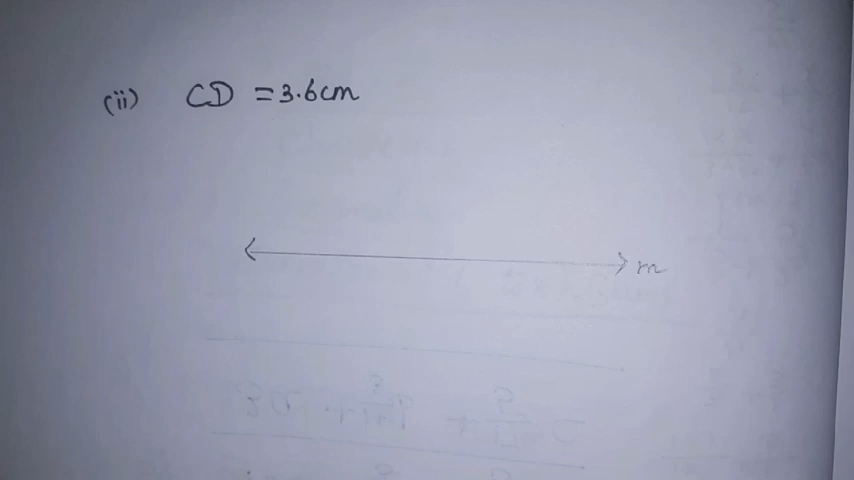 (ii) CD = 3.6cm
m